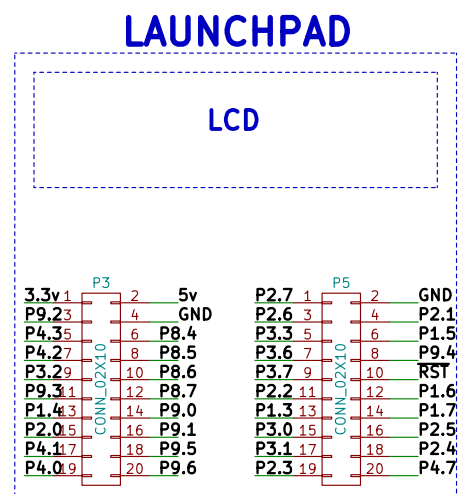 LAUNCHPAD
LCD
P3 P5
3.3v 1 2 5v P2.7 1 2 GND
P9.2 3 4 GND P2.6 3 4 P2.1
P4.3 5 6 P8.4 P3.3 5 6 P1.5
P4.2 7 8 P8.5 P3.6 7 8 P9.4
P3.2 9 10 P8.6 P3.7 9 10 RST
P9.3 11 12 P8.7 P2.2 11 12 P1.6
P1.4 13 14 P9.0 P1.3 13 14 P1.7
P2.0 15 16 P9.1 P3.0 15 16 P2.5
P4.1 17 18 P9.5 P3.1 17 18 P2.4
P4.0 19 20 P9.6 P2.3 19 20 P4.7
CONN_02X10 CONN_02X10